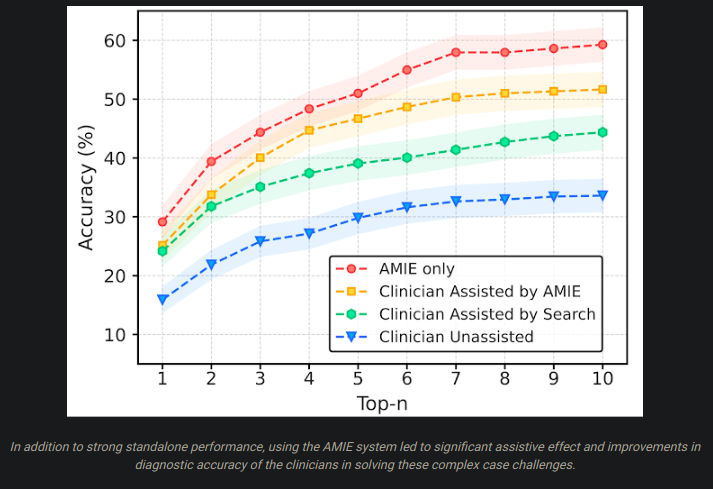 60
50
40
30
20
10
Accuracy (%)
AMIE only
Clinician Assisted by AMIE
Clinician Assisted by Search
Clinician Unassisted
1 2 3 4 5 6 7 8 9 10
Top-n
In addition to strong standalone performance, using the AMIE system led to significant assistive effect and improvements in
diagnostic accuracy of the clinicians in solving these complex case challenges.